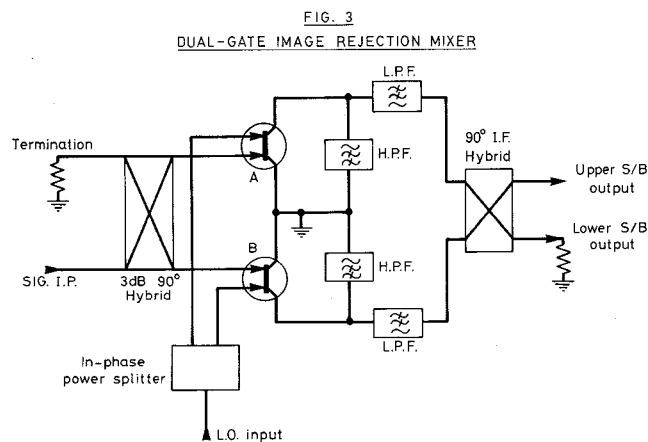 FIG. 3
DUAL-GATE IMAGE REJECTION MIXER
L.P.F.
Termination
H.P.F.
90° I.F.
Hybrid
A
Upper S/B
output
Lower S/B
output
B
H.P.F.
SIG. I.P.
3dB 90°
Hybrid
L.P.F.
In-phase
power splitter
L.O. input